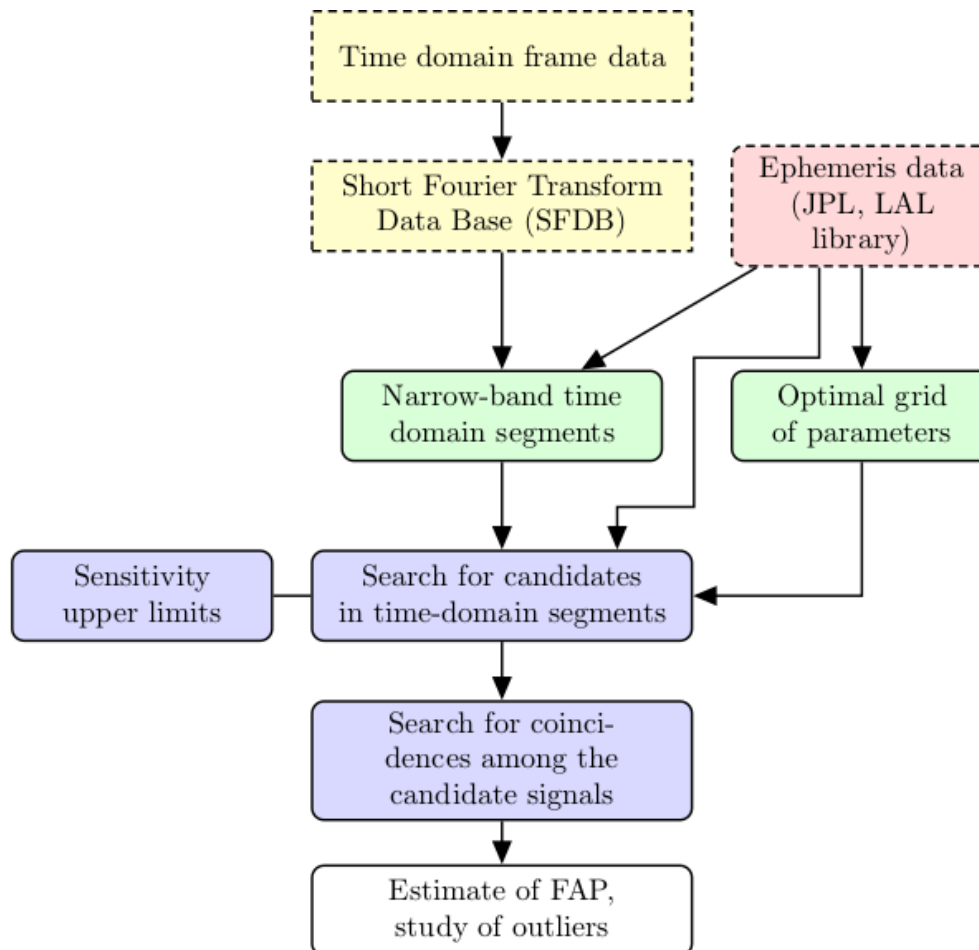 Time domain frame data
Short Fourier Transform
Data Base (SFDB)
Ephemeris data
(JPL, LAL
library)
Narrow-band time
domain segments
Optimal grid
of parameters
Sensitivity
upper limits
Search for candidates
in time-domain segments
Search for coinci-
dences among the
candidate signals
Estimate of FAP,
study of outliers